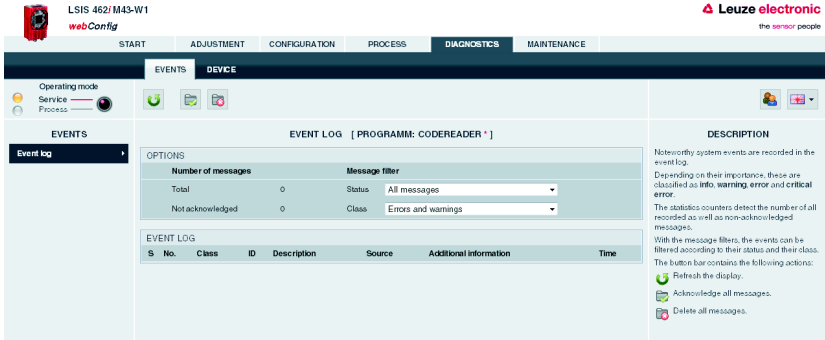 LSIS 462i M43-W1
webConfig
Leuze electronic
the sensor people
START ADJUSTMENT CONFIGURATION PROCESS DIAGNOSTICS MAINTENANCE
EVENTS DEVICE
Operating mode
Service
Process
EVENTS
Event log
EVENT LOG [ PROGRAMM: CODEREADER * ]
OPTIONS
Number of messages Message filter
Total 0 Status All messages
Not acknowledged 0 Class Errors and warnings
EVENT LOG
S No. Class ID Description Source Additional information Time
DESCRIPTION
Noteworthy system events are recorded in the
event log.
Depending on their importance, these are
classified as info, warning, error and critical
error.
The statistics counters detect the number of all
recorded as well as non-acknowledged
messages.
With the message filters, the events can be
filtered according to their status and their class.
The button bar contains the following actions:
Refresh the display.
Acknowledge all messages.
Delete all messages.